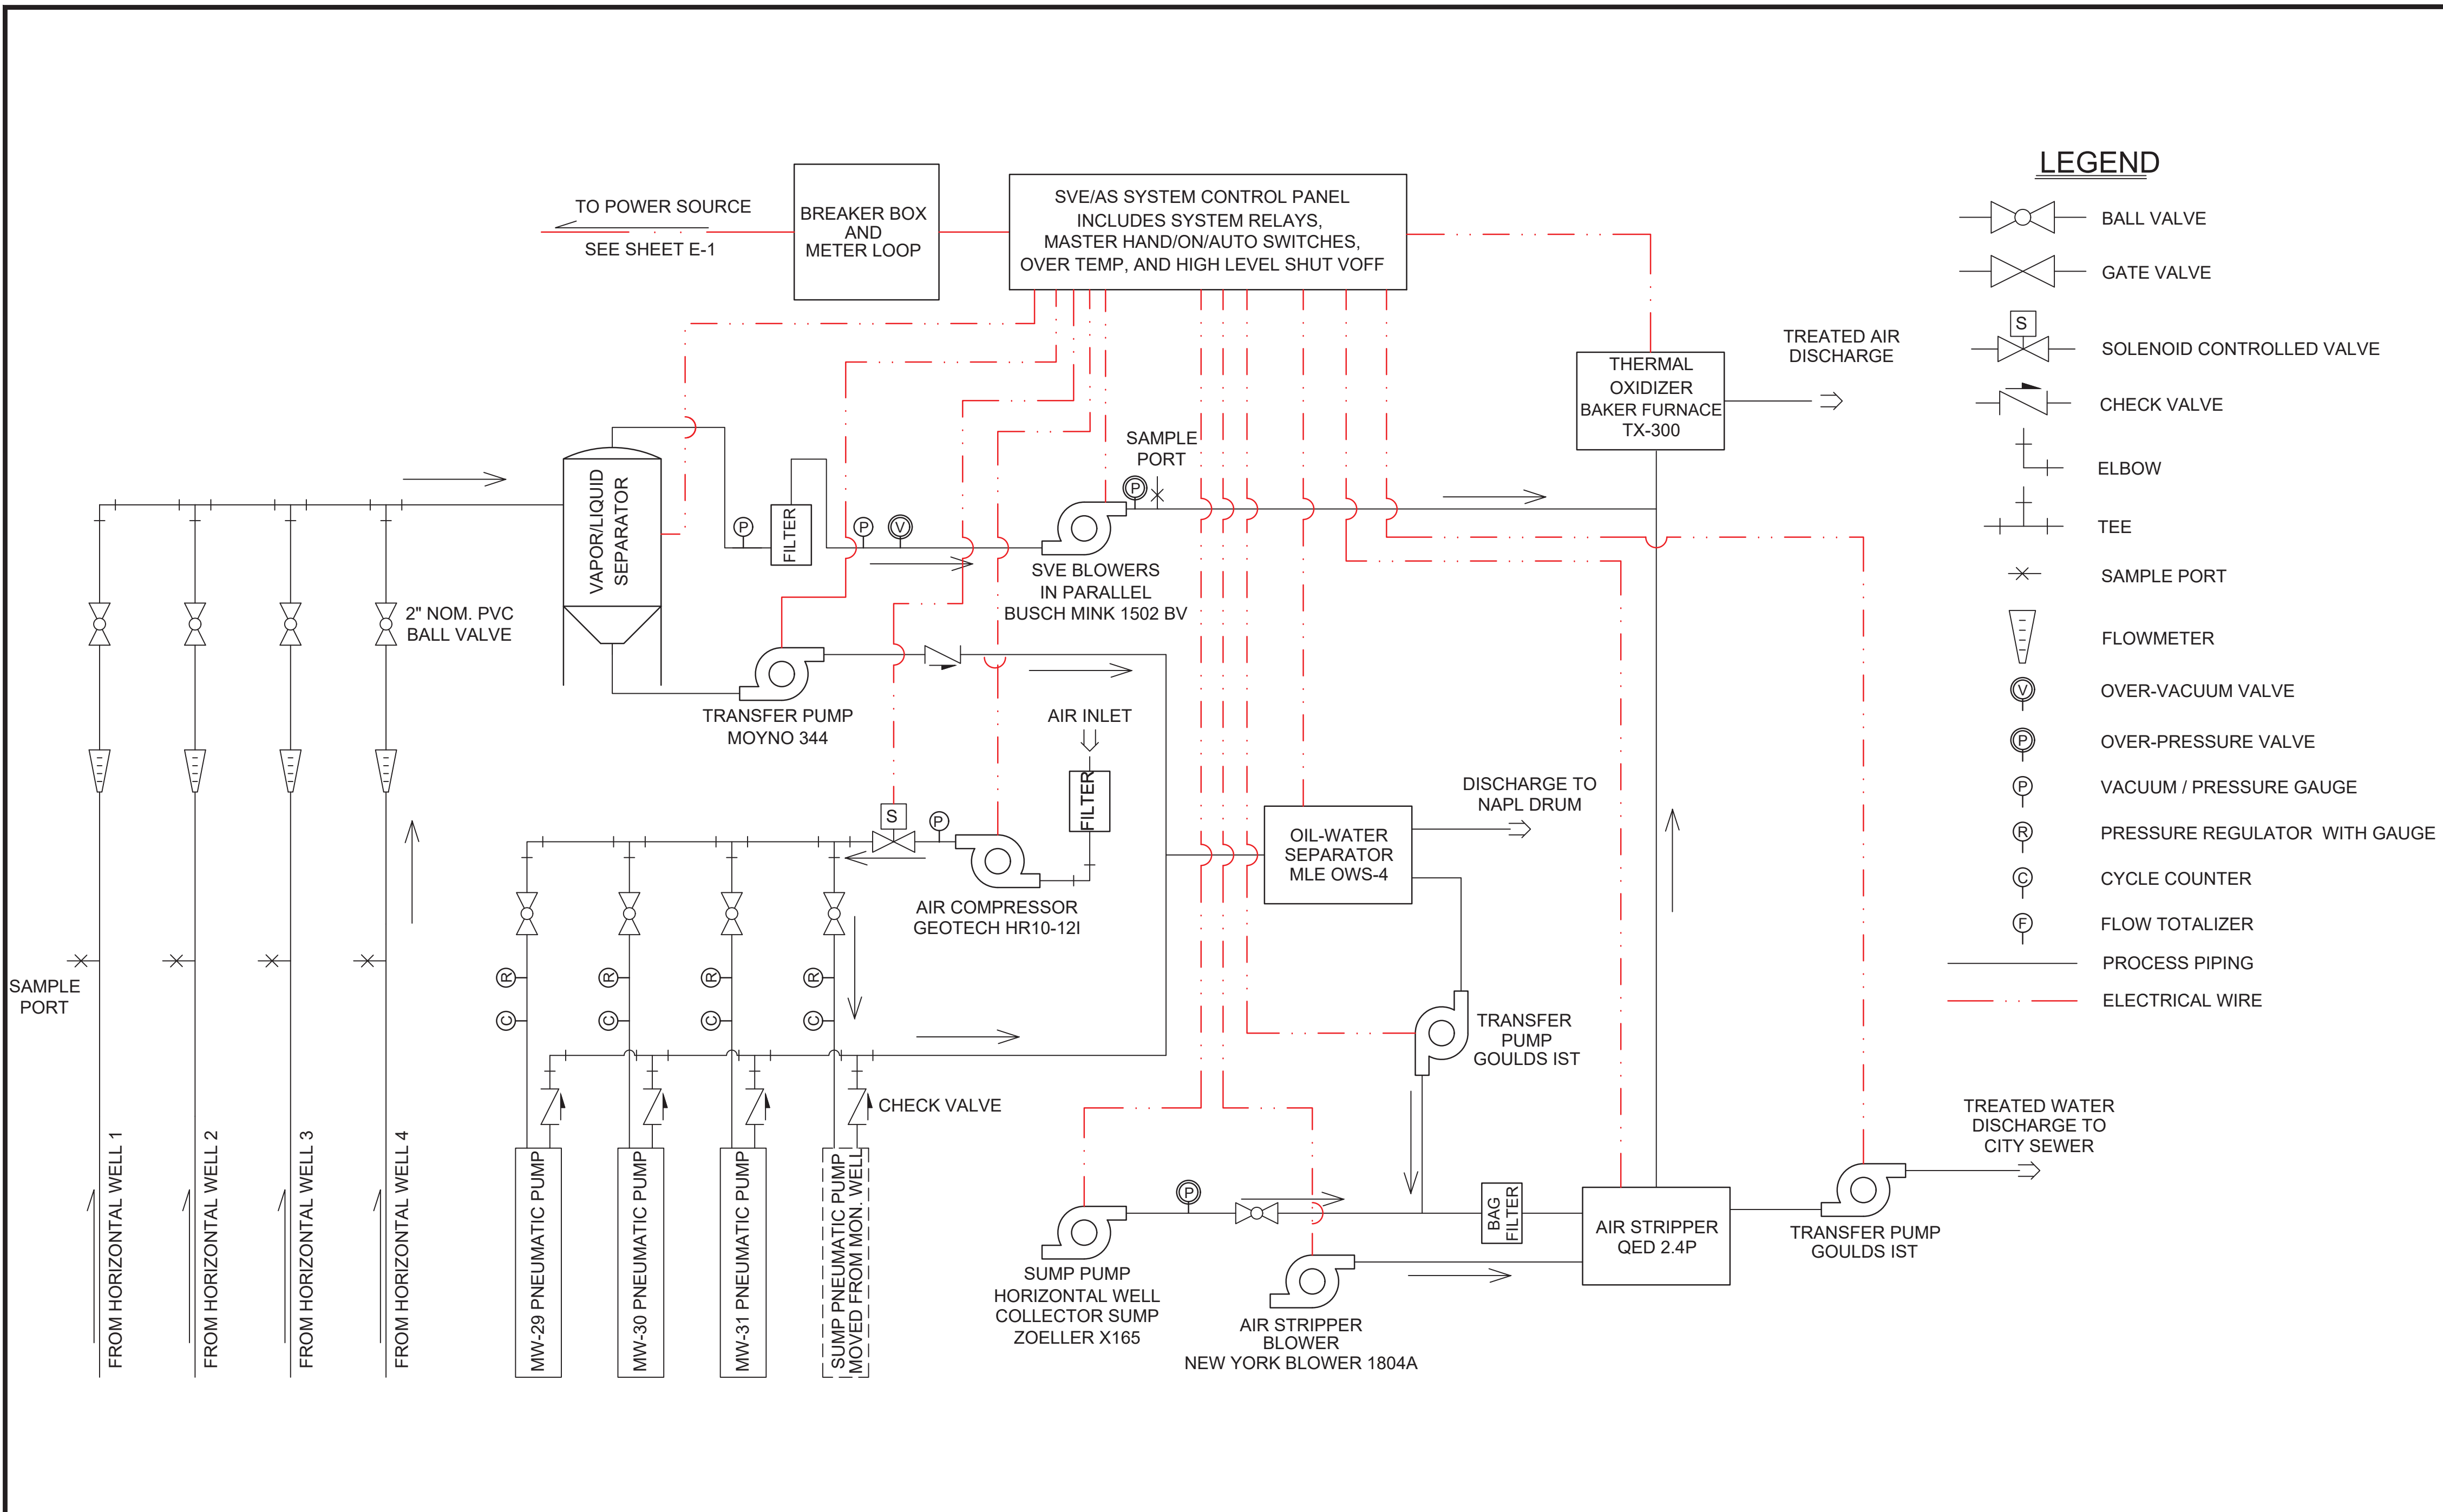 TO POWER SOURCE
SEE SHEET E-1
BREAKER BOX
AND
METER LOOP
SVE/AS SYSTEM CONTROL PANEL
INCLUDES SYSTEM RELAYS,
MASTER HAND/ON/AUTO SWITCHES,
OVER TEMP, AND HIGH LEVEL SHUT VOFF
THERMAL
OXIDIZER
BAKER FURNACE
TX-300
TREATED AIR
DISCHARGE
VAPOR/LIQUID
SEPARATOR
P
FILTER
P
V
P
SAMPLE
PORT
SVE BLOWERS
IN PARALLEL
BUSCH MINK 1502 BV
2" NOM. PVC
BALL VALVE
TRANSFER PUMP
MOYNO 344
AIR INLET
FILTER
S
P
AIR COMPRESSOR
GEOTECH HR10-12I
OIL-WATER
SEPARATOR
MLE OWS-4
DISCHARGE TO
NAPL DRUM
SAMPLE
PORT
R
R
R
R
C
C
C
C
TRANSFER
PUMP
GOULDS IST
CHECK VALVE
FROM HORIZONTAL WELL 1
FROM HORIZONTAL WELL 2
FROM HORIZONTAL WELL 3
FROM HORIZONTAL WELL 4
MW-29 PNEUMATIC PUMP
MW-30 PNEUMATIC PUMP
MW-31 PNEUMATIC PUMP
SUMP PNEUMATIC PUMP
MOVED FROM MON. WELL
P
SUMP PUMP
HORIZONTAL WELL
COLLECTOR SUMP
ZOELLER X165
AIR STRIPPER
BLOWER
NEW YORK BLOWER 1804A
BAG
FILTER
AIR STRIPPER
QED 2.4P
TRANSFER PUMP
GOULDS IST
TREATED WATER
DISCHARGE TO
CITY SEWER
LEGEND
BALL VALVE
GATE VALVE
S
SOLENOID CONTROLLED VALVE
CHECK VALVE
ELBOW
TEE
SAMPLE PORT
FLOWMETER
V
OVER-VACUUM VALVE
P
OVER-PRESSURE VALVE
P
VACUUM / PRESSURE GAUGE
R
PRESSURE REGULATOR WITH GAUGE
C
CYCLE COUNTER
F
FLOW TOTALIZER
PROCESS PIPING
ELECTRICAL WIRE